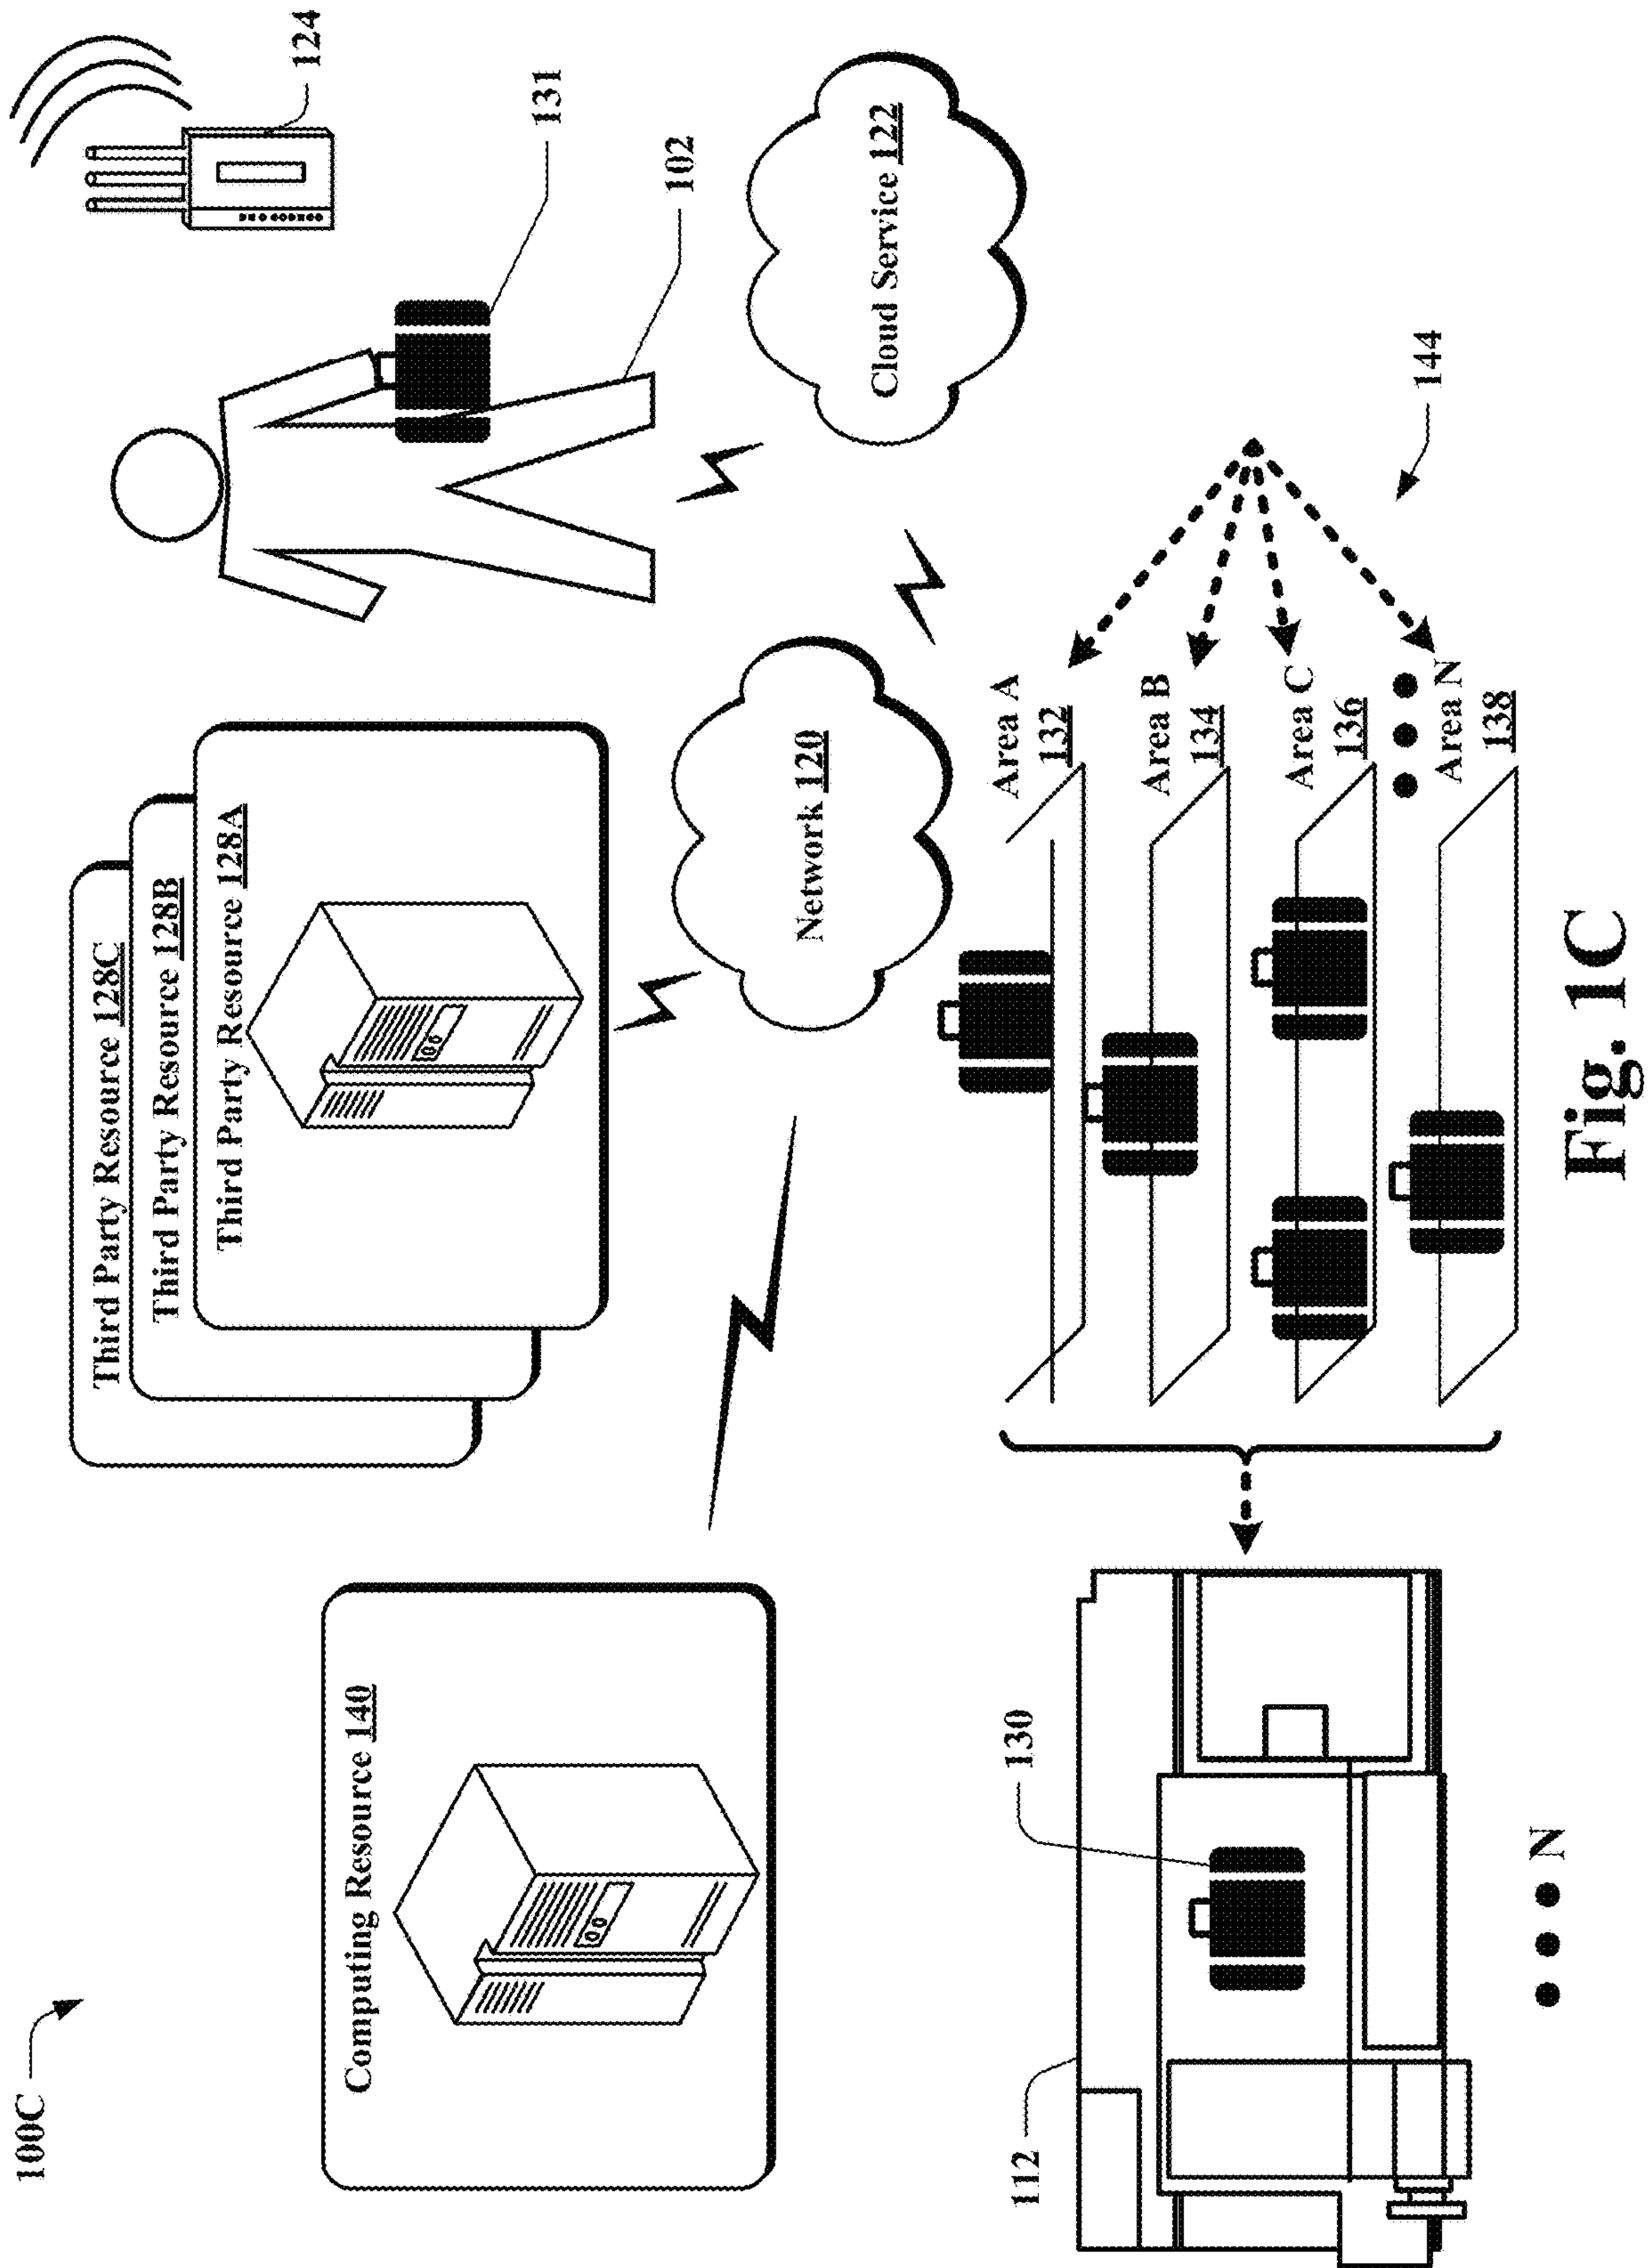 100C
Third Party Resource 128C
Third Party Resource 128B
Third Party Resource 128A
Computing Resource 140
124
131
102
Network 120
Cloud Service 122
112
130
Area A
132
Area B
134
Area C
136
Area N
138
144
N
Fig. 1C